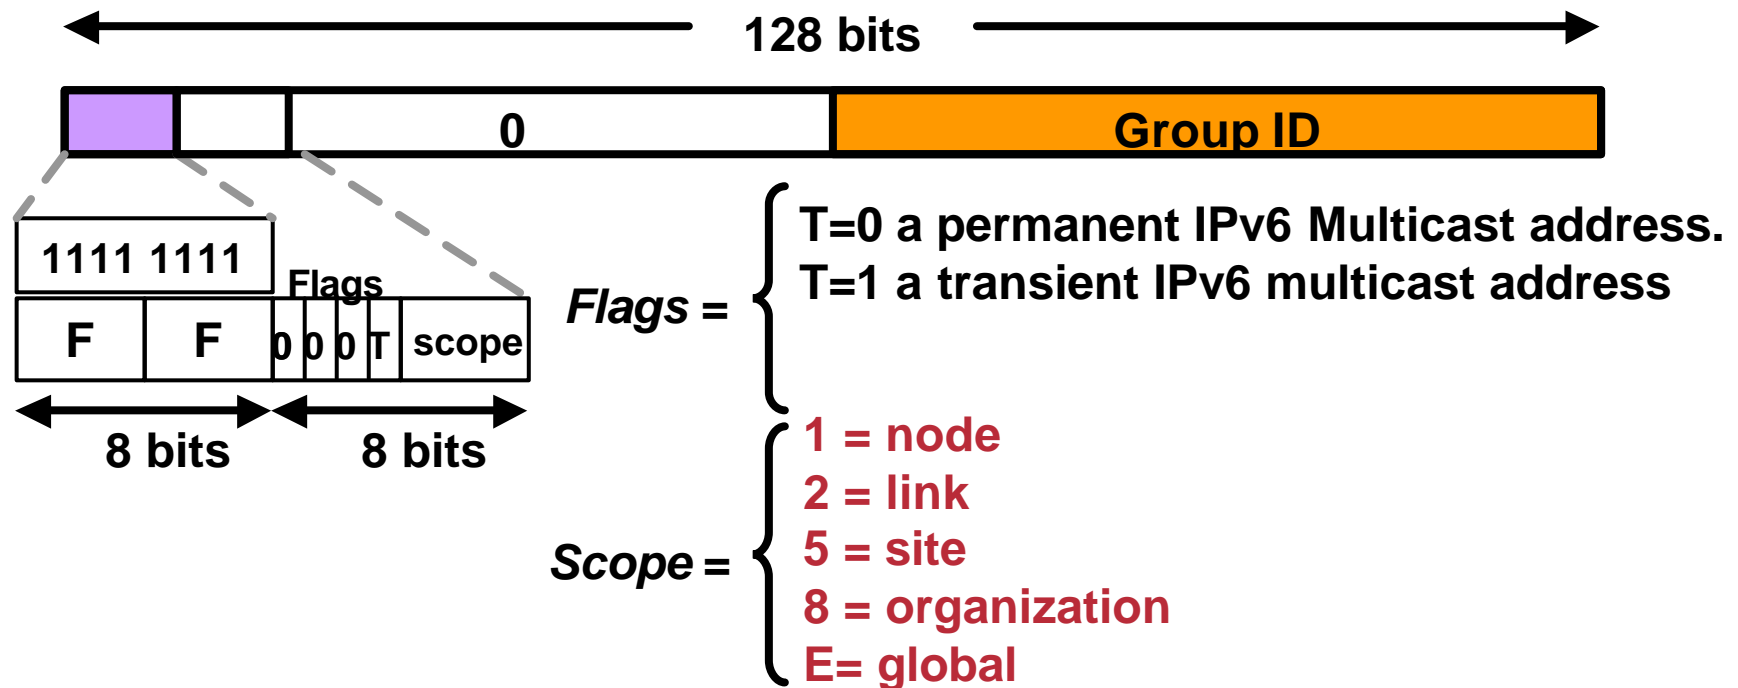 128 bits
0 Group ID
1111 1111
Flags
F F 0 0 0 T scope
8 bits 8 bits
Flags =
T=0 a permanent IPv6 Multicast address.
T=1 a transient IPv6 multicast address
Scope =
1 = node
2 = link
5 = site
8 = organization
E= global